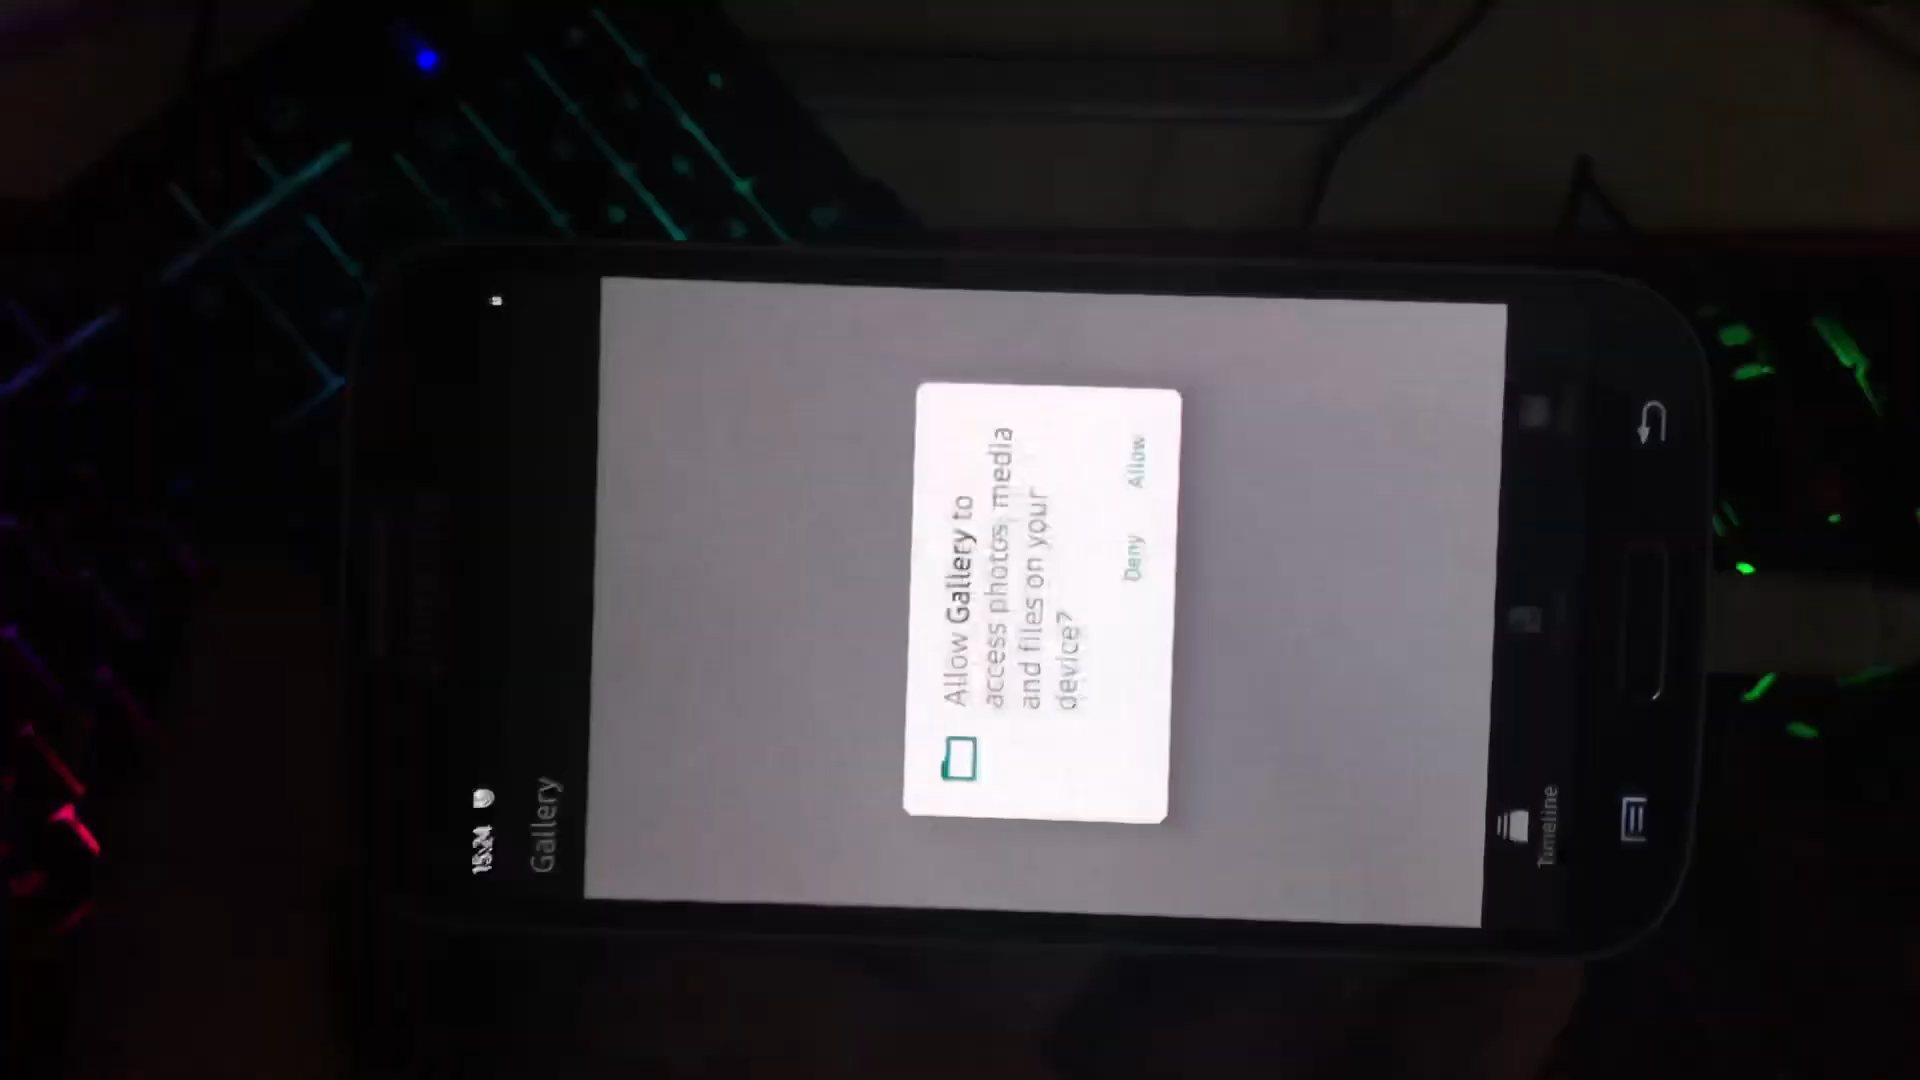 15:24
Gallery
Allow Gallery to
access photos, media
and files on your
device?
Deny Allow
Timeline